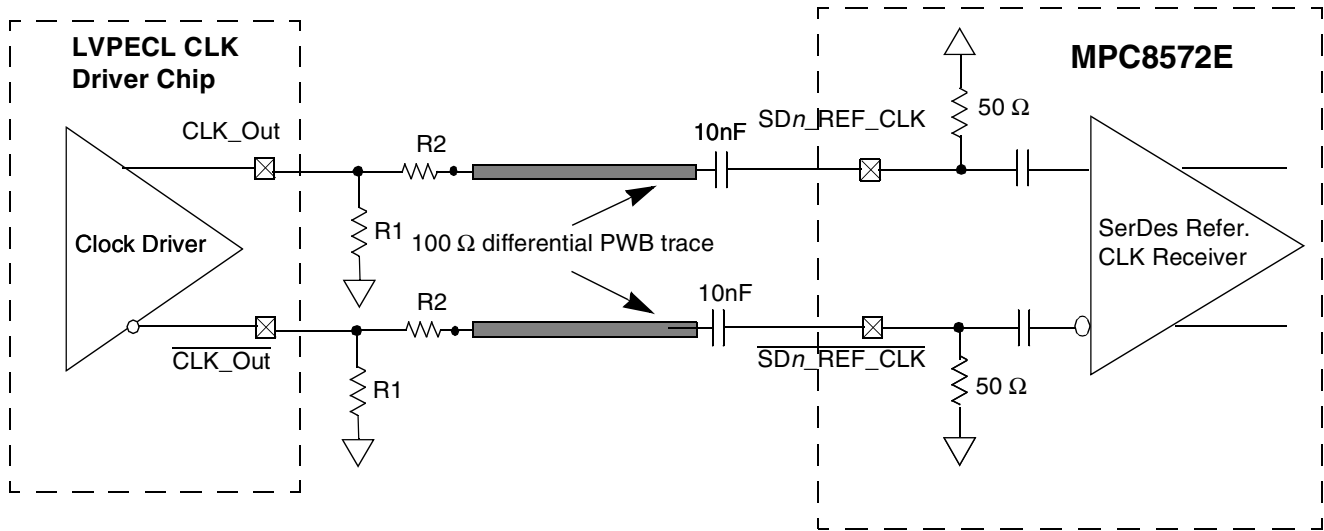 LVPECL CLK
Driver Chip
MPC8572E
CLK_Out
R2
10nF
SDn_REF_CLK
50 Ω
Clock Driver
R1
100 Ω differential PWB trace
SerDes Refer.
CLK Receiver
R2
10nF
CLK_Out
SDn_REF_CLK
R1
50 Ω